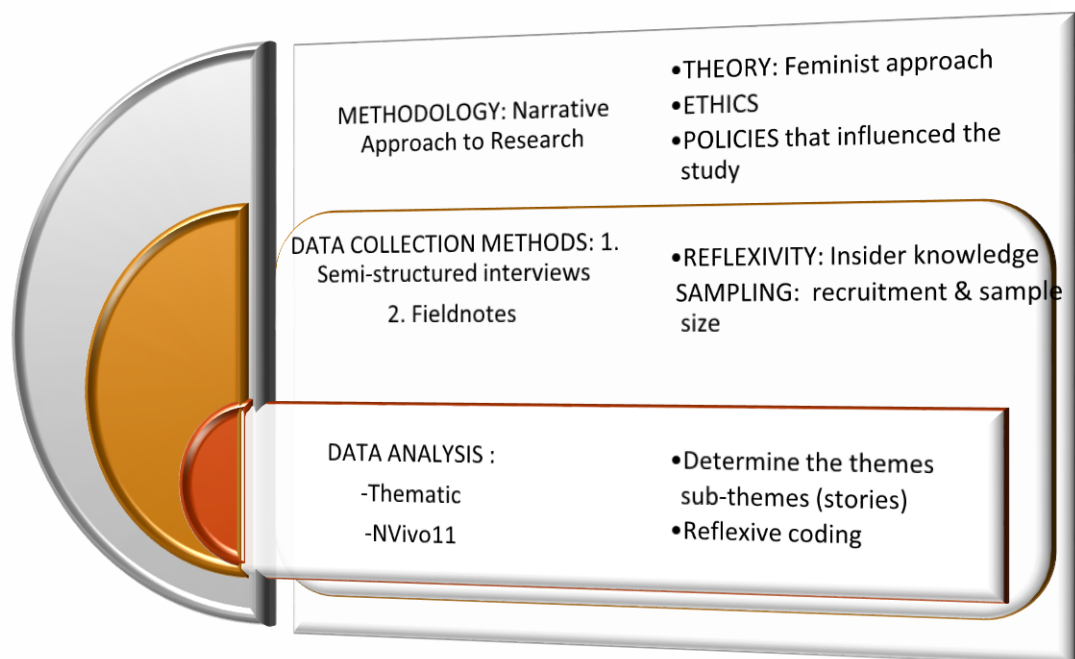 METHODOLOGY: Narrative
Approach to Research
•THEORY: Feminist approach
•ETHICS
•POLICIES that influenced the
study
DATA COLLECTION METHODS: 1.
Semi-structured interviews
2. Fieldnotes
•REFLEXIVITY: Insider knowledge
SAMPLING: recruitment & sample
size
DATA ANALYSIS :
-Thematic
-NVivo11
•Determine the themes
sub-themes (stories)
•Reflexive coding